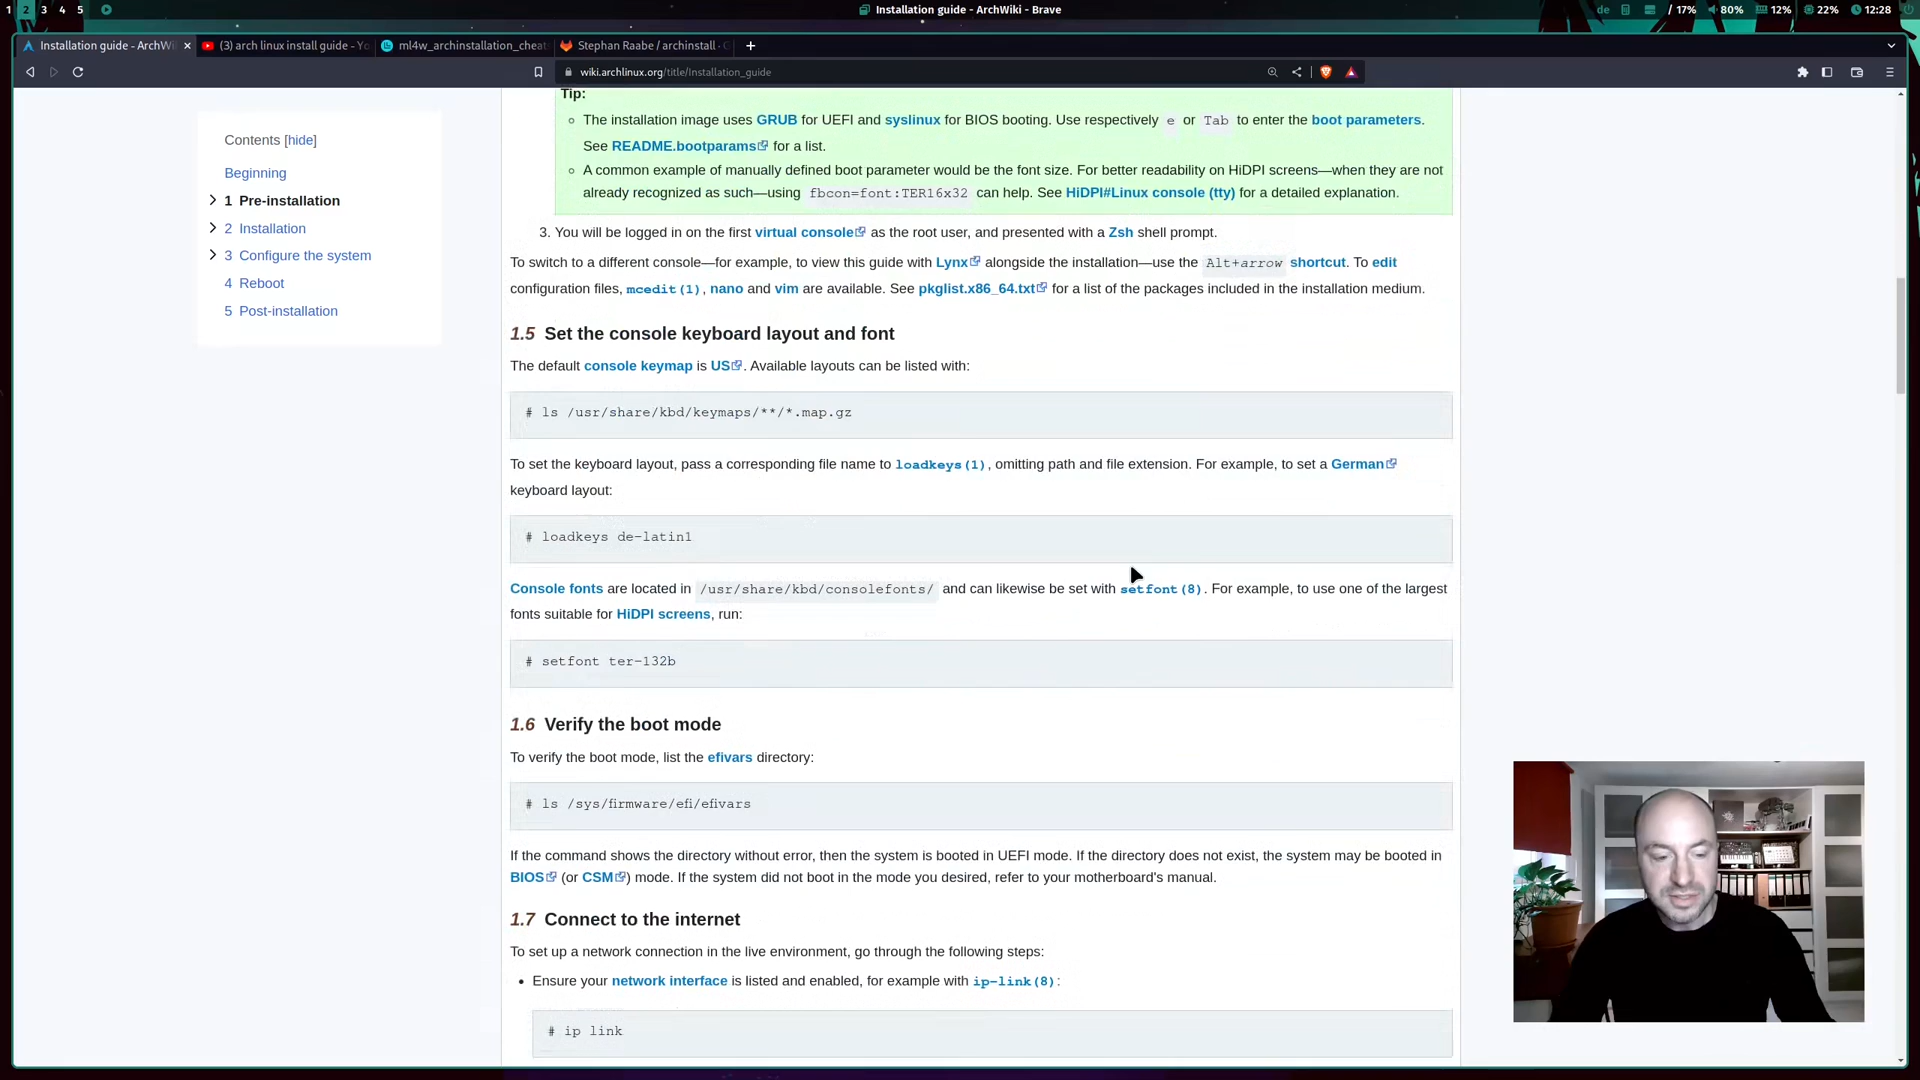 1 2 3 4 5 Installation guide - ArchWiki - Brave de / 17% 80% 12% 22% 12:28
Installation guide - ArchWi (3) arch linux install guide - Yo ml4w_archinstallation_cheat Stephan Raabe / archinstall ·
wiki.archlinux.org/title/Installation_guide
Contents [hide]
Beginning
1 Pre-installation
2 Installation
3 Configure the system
4 Reboot
5 Post-installation
Tip:
The installation image uses GRUB for UEFI and syslinux for BIOS booting. Use respectively e or Tab to enter the boot parameters.
See README.bootparams for a list.
A common example of manually defined boot parameter would be the font size. For better readability on HiDPI screens—when they are not
already recognized as such—using fbcon=font:TER16x32 can help. See HiDPI#Linux console (tty) for a detailed explanation.
3. You will be logged in on the first virtual console as the root user, and presented with a Zsh shell prompt.
To switch to a different console—for example, to view this guide with Lynx alongside the installation—use the Alt+arrow shortcut. To edit
configuration files, mcedit(1), nano and vim are available. See pkglist.x86_64.txt for a list of the packages included in the installation medium.
1.5 Set the console keyboard layout and font
The default console keymap is US. Available layouts can be listed with:
# ls /usr/share/kbd/keymaps/**/*.map.gz
To set the keyboard layout, pass a corresponding file name to loadkeys(1), omitting path and file extension. For example, to set a German
keyboard layout:
# loadkeys de-latin1
Console fonts are located in /usr/share/kbd/consolefonts/ and can likewise be set with setfont(8). For example, to use one of the largest
fonts suitable for HiDPI screens, run:
# setfont ter-132b
1.6 Verify the boot mode
To verify the boot mode, list the efivars directory:
# ls /sys/firmware/efi/efivars
If the command shows the directory without error, then the system is booted in UEFI mode. If the directory does not exist, the system may be booted in
BIOS (or CSM) mode. If the system did not boot in the mode you desired, refer to your motherboard's manual.
1.7 Connect to the internet
To set up a network connection in the live environment, go through the following steps:
• Ensure your network interface is listed and enabled, for example with ip-link(8):
# ip link